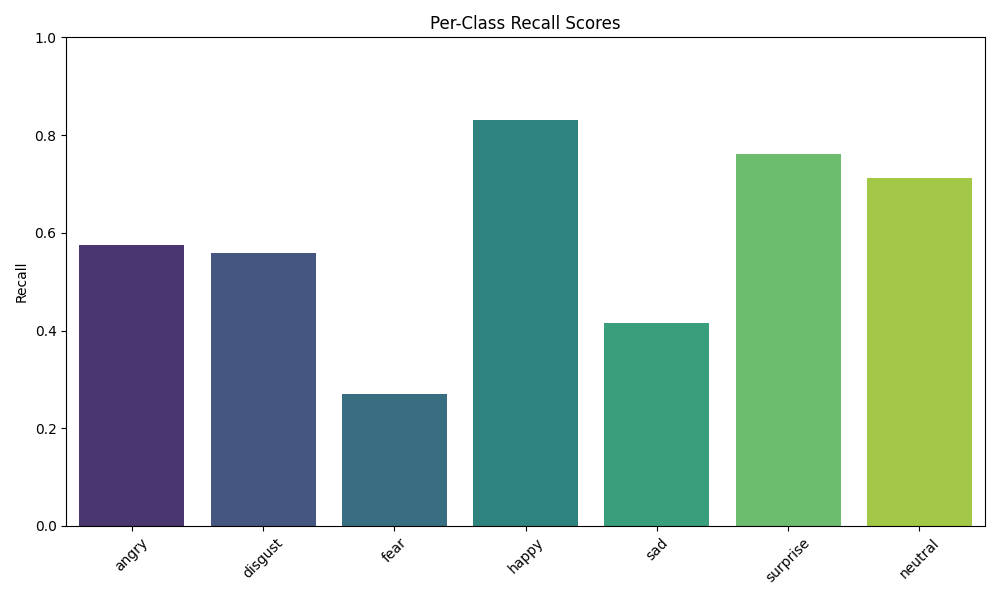 Per-Class Recall Scores
1.0
0.8
0.6
0.4
0.2
0.0
Recall
angry
disgust
fear
happy
sad
surprise
neutral